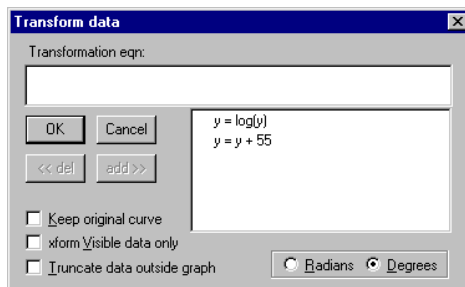 Transform data
Transformation eqn:
OK
Cancel
<< del
add >>
y = log(y)
y = y + 55
Keep original curve
xform Visible data only
Truncate data outside graph
Radians
Degrees